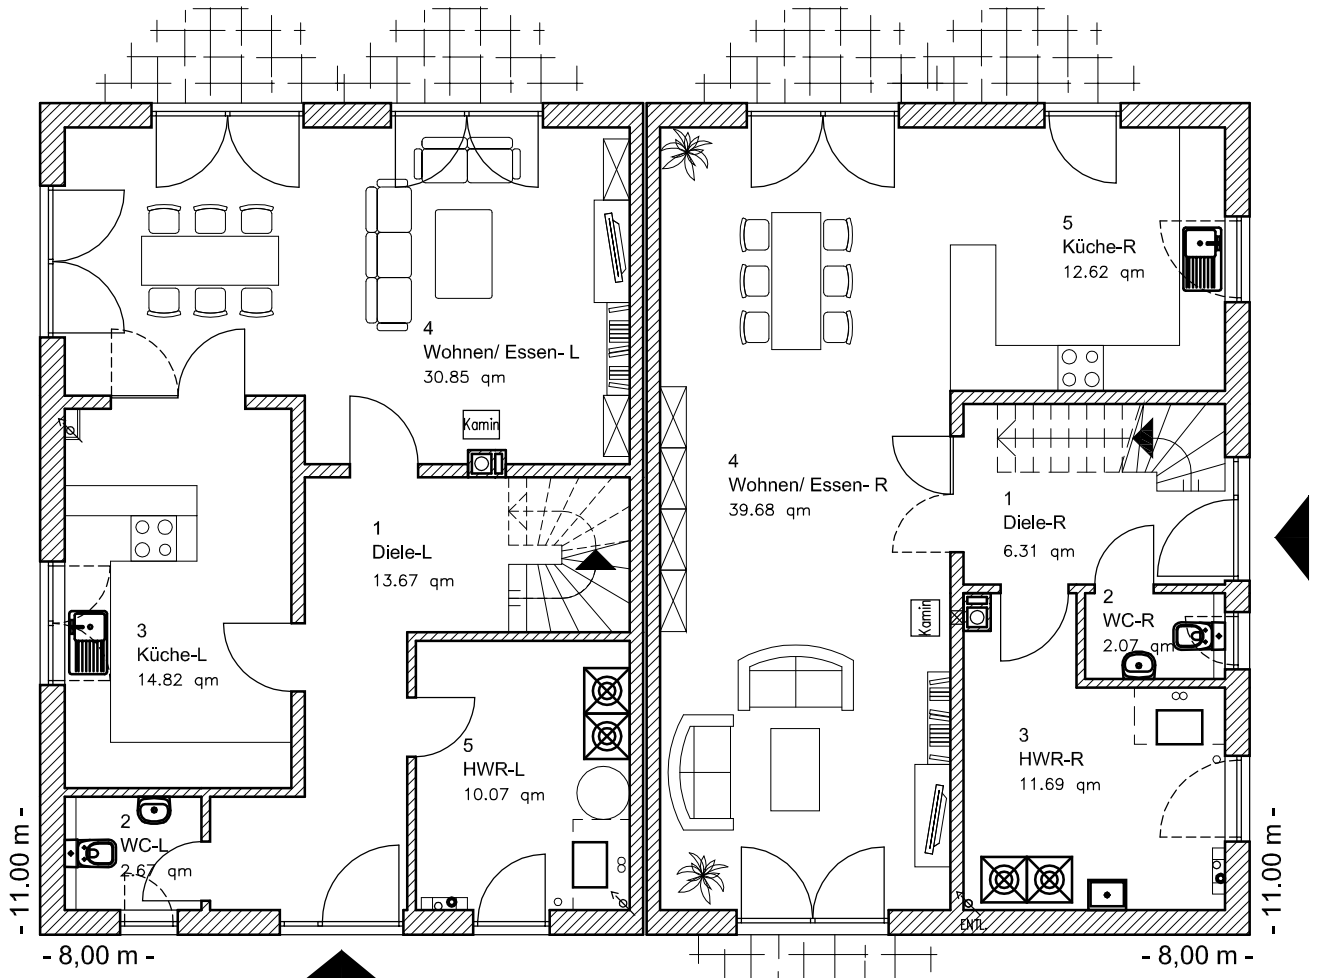 4
Wohnen/ Essen- L
30.85 qm
Kamin
1
Diele-L
13.67 qm
3
Küche-L
14.82 qm
5
HWR-L
10.07 qm
2
WC-L
2.67 qm
- 11.00 m -
- 8,00 m -
5
Küche-R
12.62 qm
4
Wohnen/ Essen- R
39.68 qm
1
Diele-R
6.31 qm
2
WC-R
2.07 qm
Kamin
3
HWR-R
11.69 qm
ENTL.
- 11.00 m -
- 8,00 m -